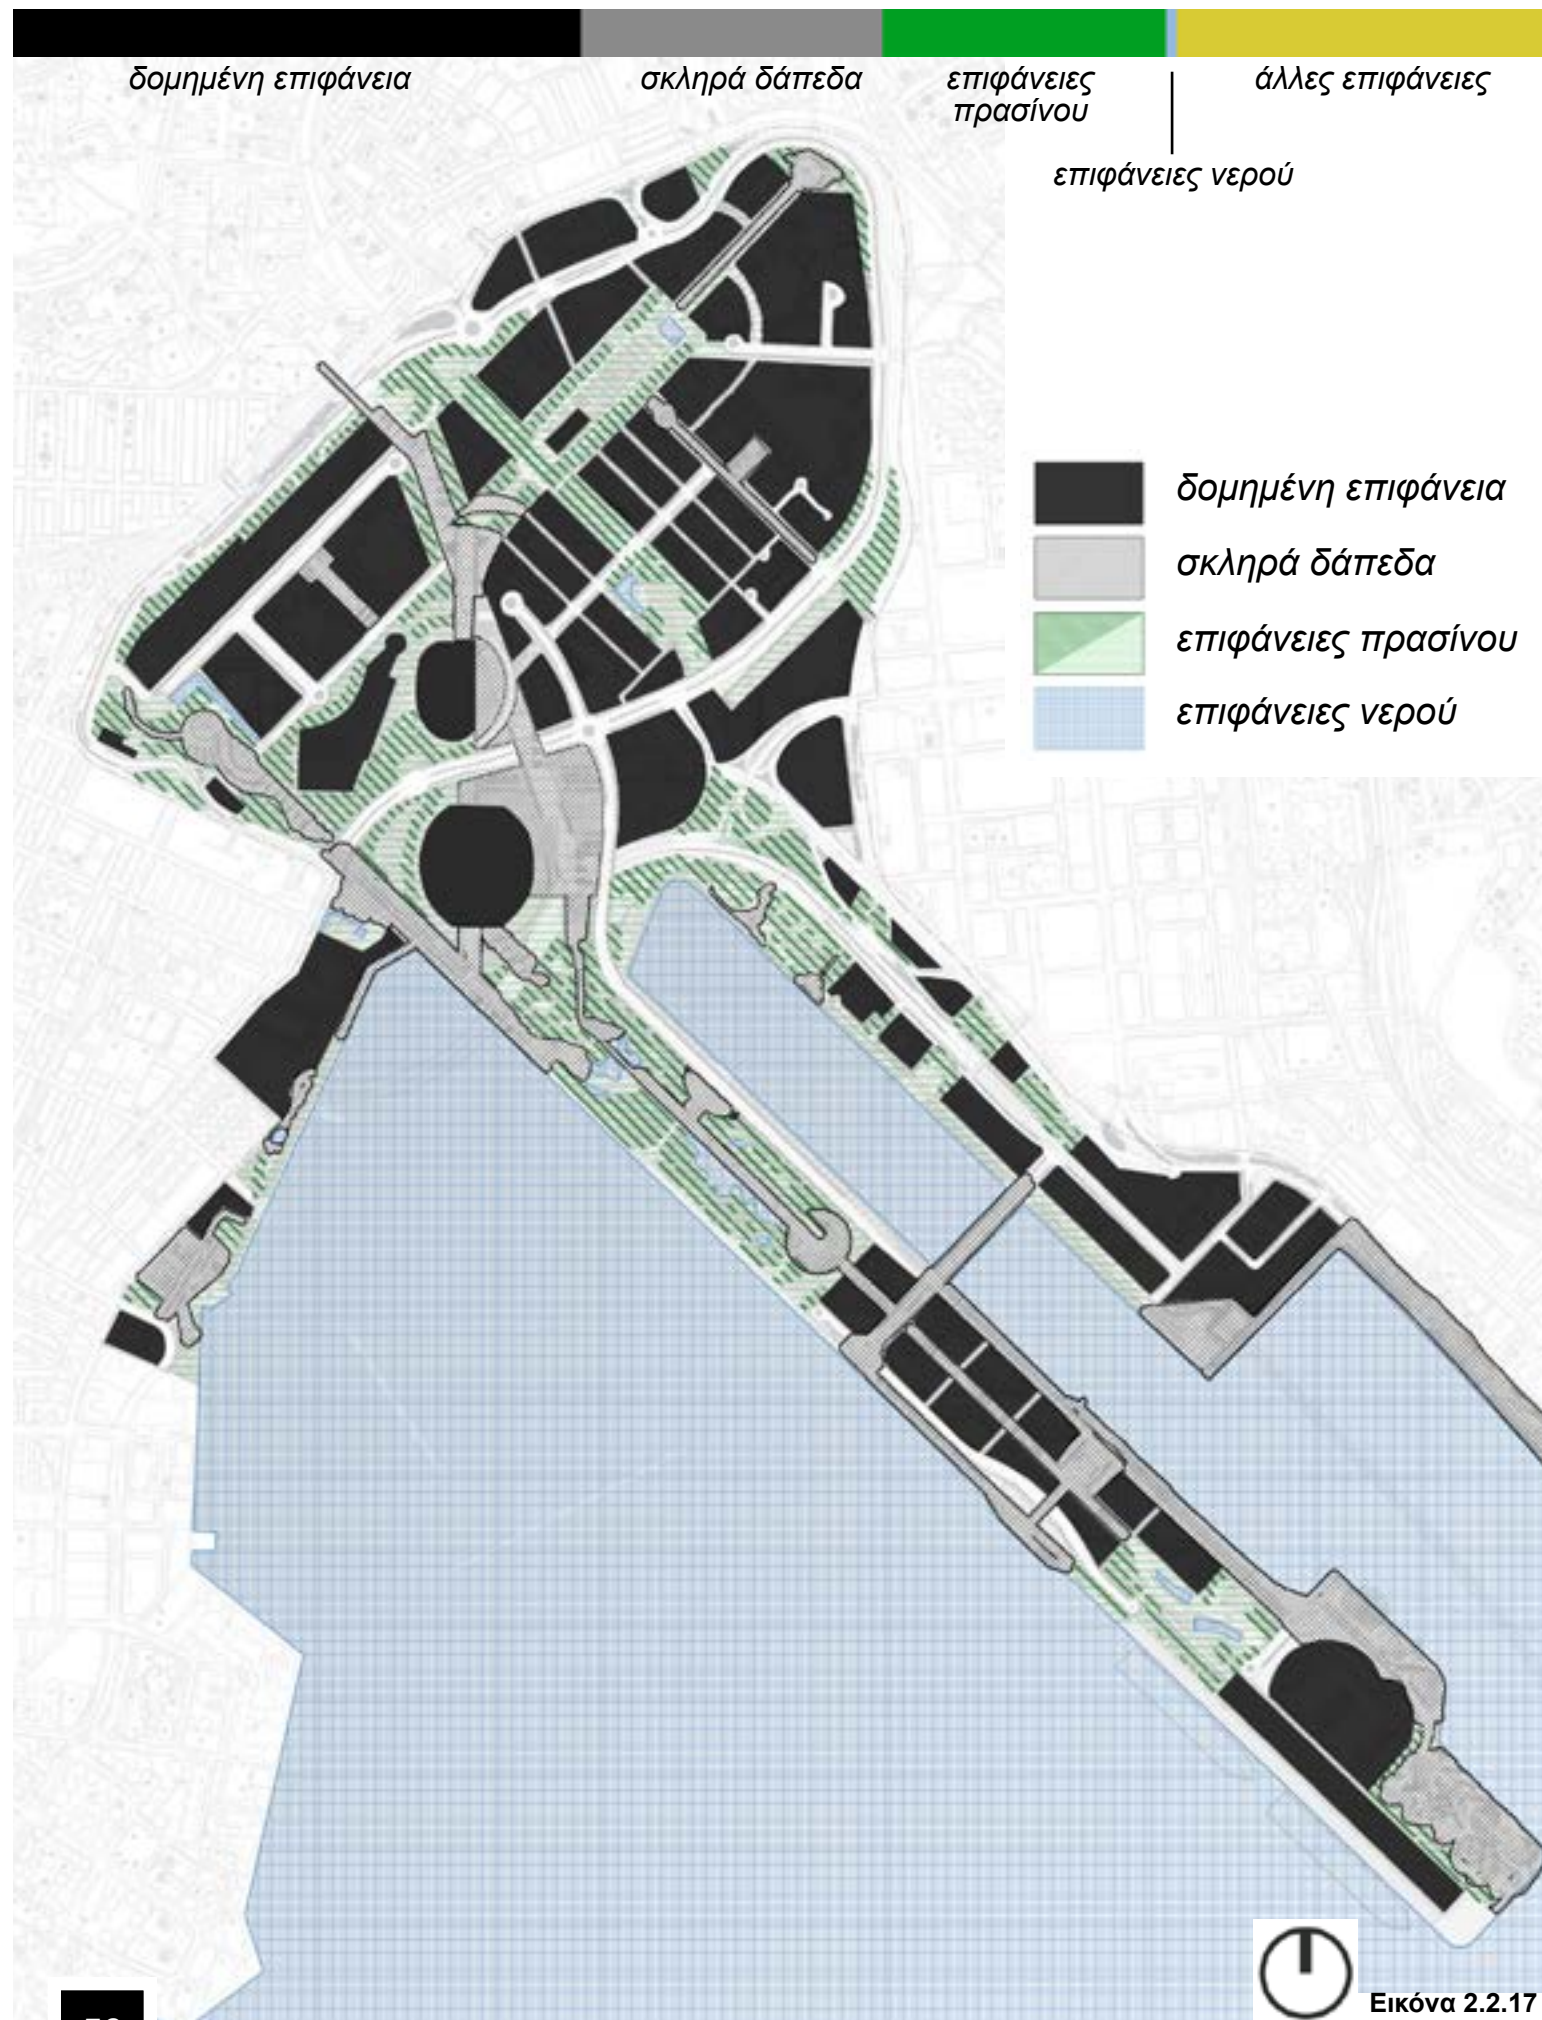 δομημένη επιφάνεια
σκληρά δάπεδα
επιφάνειες
πρασίνου
άλλες επιφάνειες
επιφάνειες νερού
δομημένη επιφάνεια
σκληρά δάπεδα
επιφάνειες πρασίνου
επιφάνειες νερού
Εικόνα 2.2.17